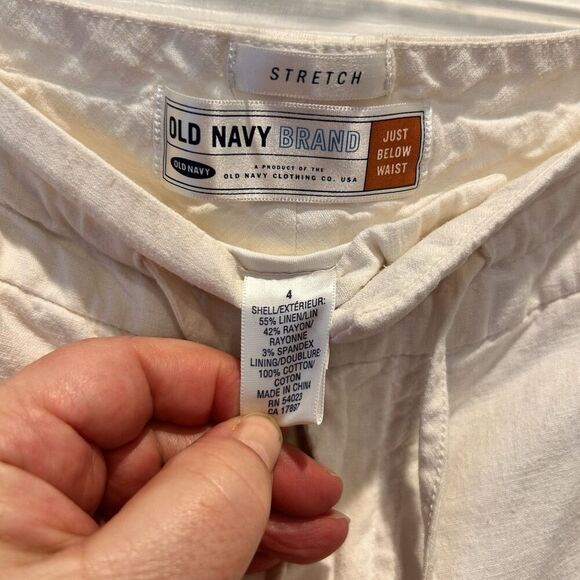 STRETCH
OLD NAVY BRAND
JUST
BELOW
WAIST
OLD NAVY
A PRODUCT OF THE
OLD NAVY CLOTHING CO. USA
4
SHELL/EXTÉRIEUR:
55% LINEN/LIN
42% RAYON/
RAYONNE
3% SPANDEX
LINING/DOUBLURE
100% COTTON/
COTON
MADE IN CHINA
RN 54023
CA 17897